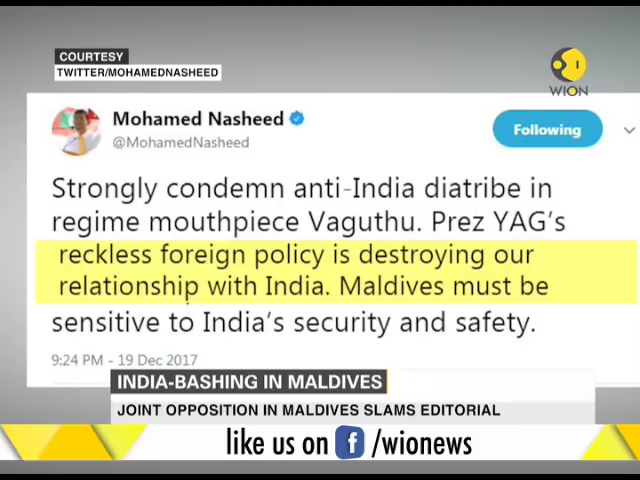 COURTESY
TWITTER/MOHAMEDNASHEED
WION
Mohamed Nasheed
@MohamedNasheed
Following
Strongly condemn anti-India diatribe in
regime mouthpiece Vaguthu. Prez YAG's
reckless foreign policy is destroying our
relationship with India. Maldives must be
sensitive to India's security and safety.
9:24 PM - 19 Dec 2017
INDIA-BASHING IN MALDIVES
JOINT OPPOSITION IN MALDIVES SLAMS EDITORIAL
like us on f /wionews